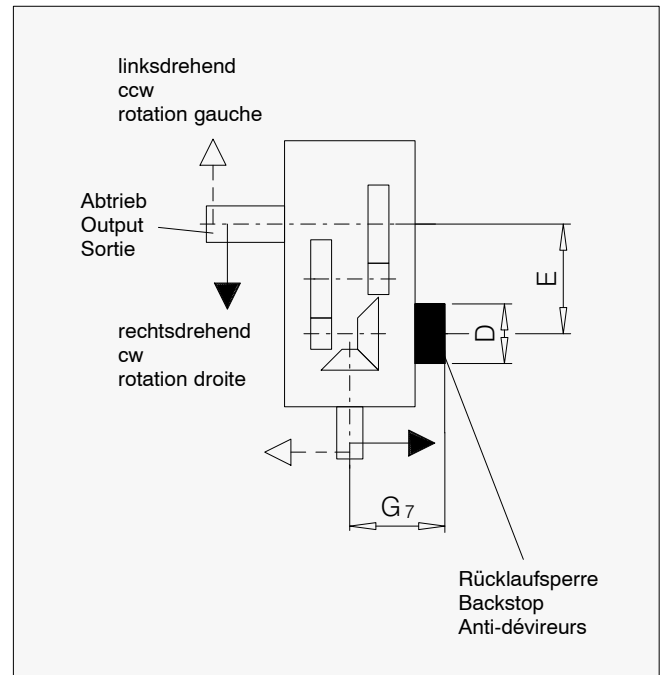 linksdrehend
ccw
rotation gauche
Abtrieb
Output
Sortie
E
D
rechtsdrehend
cw
rotation droite
G7
Rücklaufsperre
Backstop
Anti-dévireurs